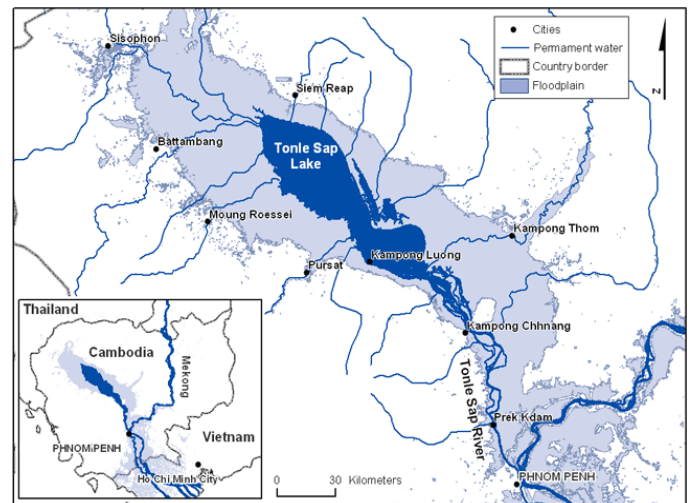 Sisophon
Cities
Permament water
Country border
Floodplain
N
Siem Reap
Battambang
Tonle Sap
Lake
Moung Roessei
Kampong Thom
Kampong Luong
Pursat
Kampong Chhnang
Tonle Sap River
Prek Kdam
PHNOM PENH
Thailand
Cambodia
Mekong
Vietnam
PHNOM PENH
Ho Chi Minh City
0 30 Kilometers